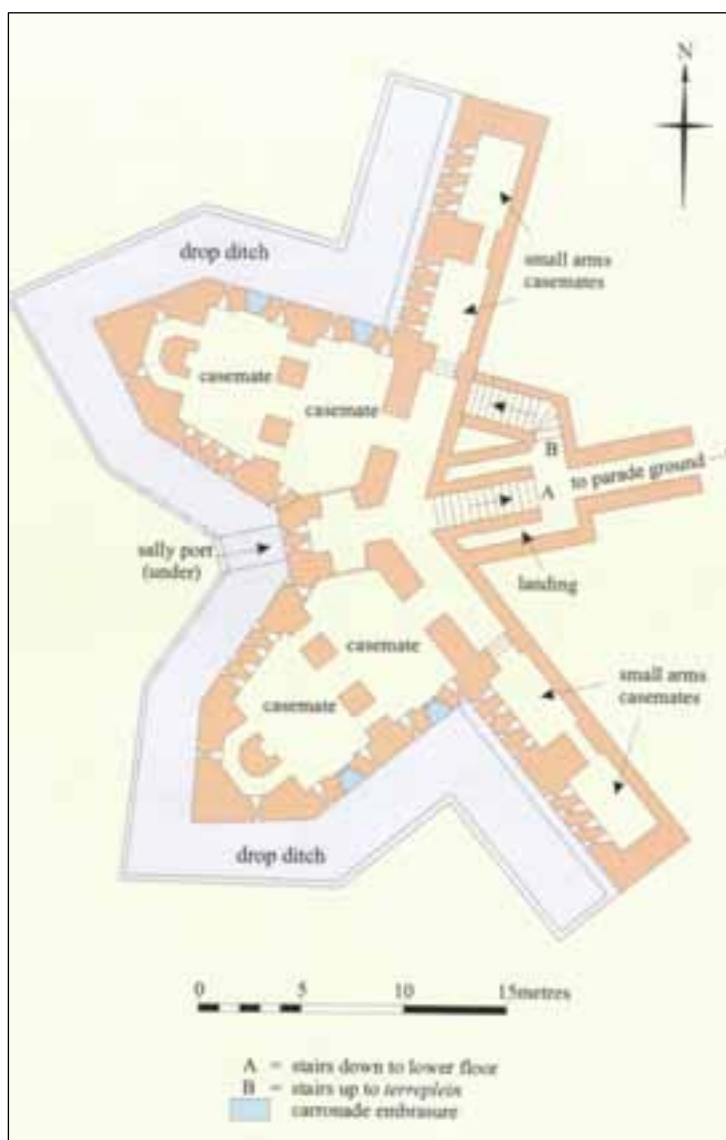 N
drop ditch
small arms
casemates
casemate
casemate
B
to parade ground
A
sally port
(under)
landing
casemate
small arms
casemates
casemate
drop ditch
0 5 10 15metres
A = stairs down to lower floor
B = stairs up to terreplein
carronade embrasure